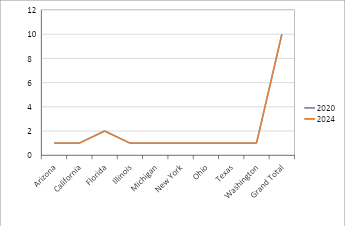 12
10
8
6
4
2
0
Arizona
California
Florida
Illinois
Michigan
New York
Ohio
Texas
Washington
Grand Total
2020
2024